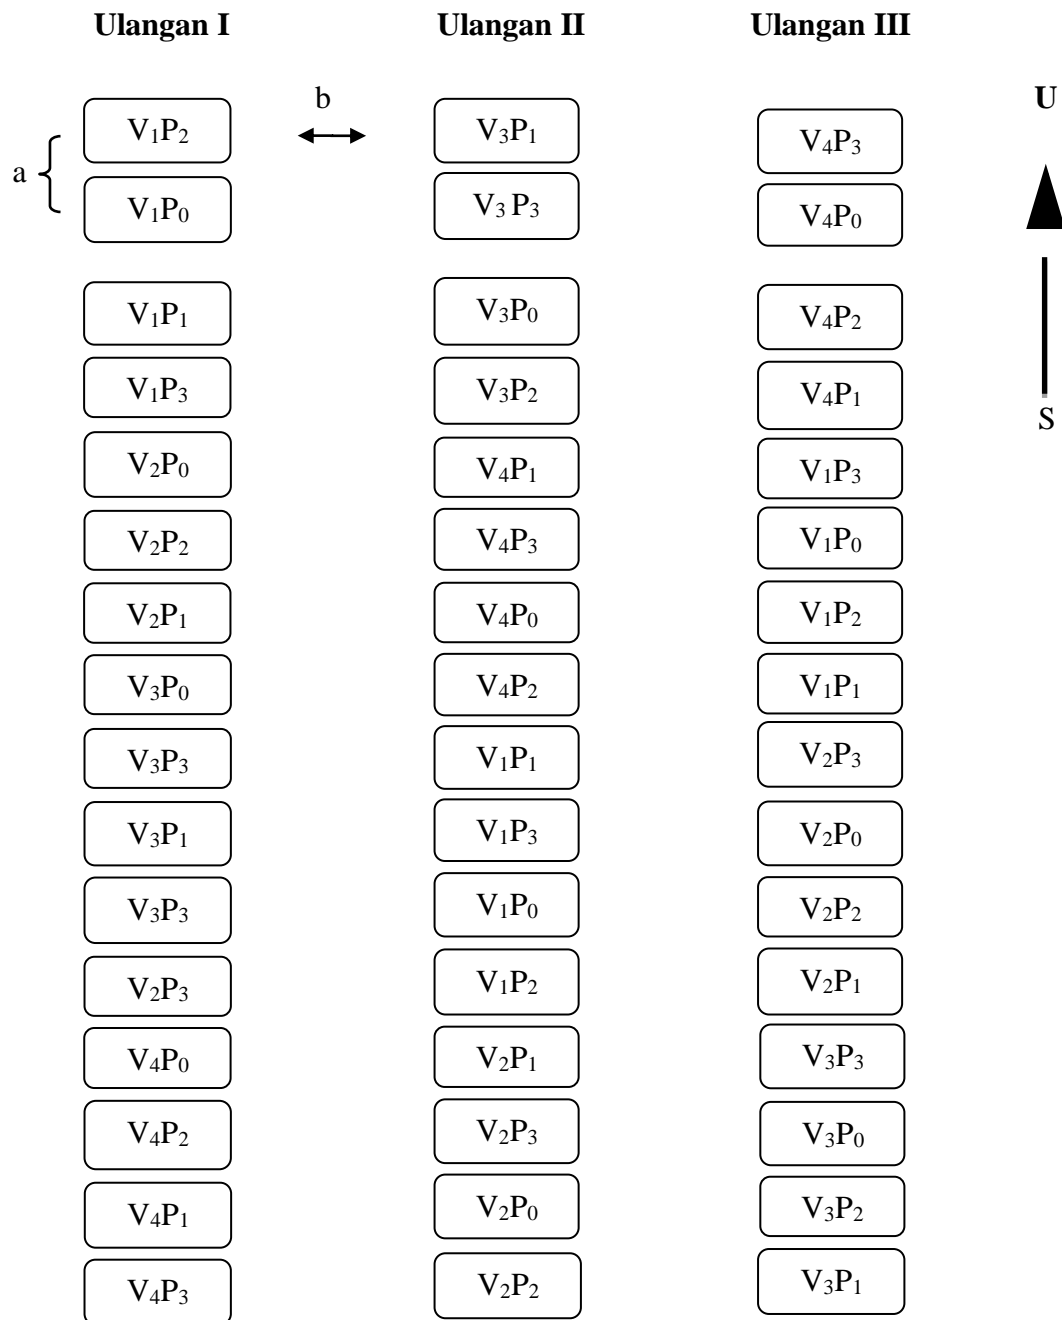 Ulangan I Ulangan II Ulangan III
b U
V₁P₂ V₃P₁ V₄P₃
a
V₁P₀ V₃ P₃ V₄P₀
V₁P₁ V₃P₀ V₄P₂
V₁P₃ V₃P₂ V₄P₁
S
V₂P₀ V₄P₁ V₁P₃
V₂P₂ V₄P₃ V₁P₀
V₂P₁ V₄P₀ V₁P₂
V₃P₀ V₄P₂ V₁P₁
V₃P₃ V₁P₁ V₂P₃
V₃P₁ V₁P₃ V₂P₀
V₃P₃ V₁P₀ V₂P₂
V₂P₃ V₁P₂ V₂P₁
V₄P₀ V₂P₁ V₃P₃
V₄P₂ V₂P₃ V₃P₀
V₄P₁ V₂P₀ V₃P₂
V₄P₃ V₂P₂ V₃P₁